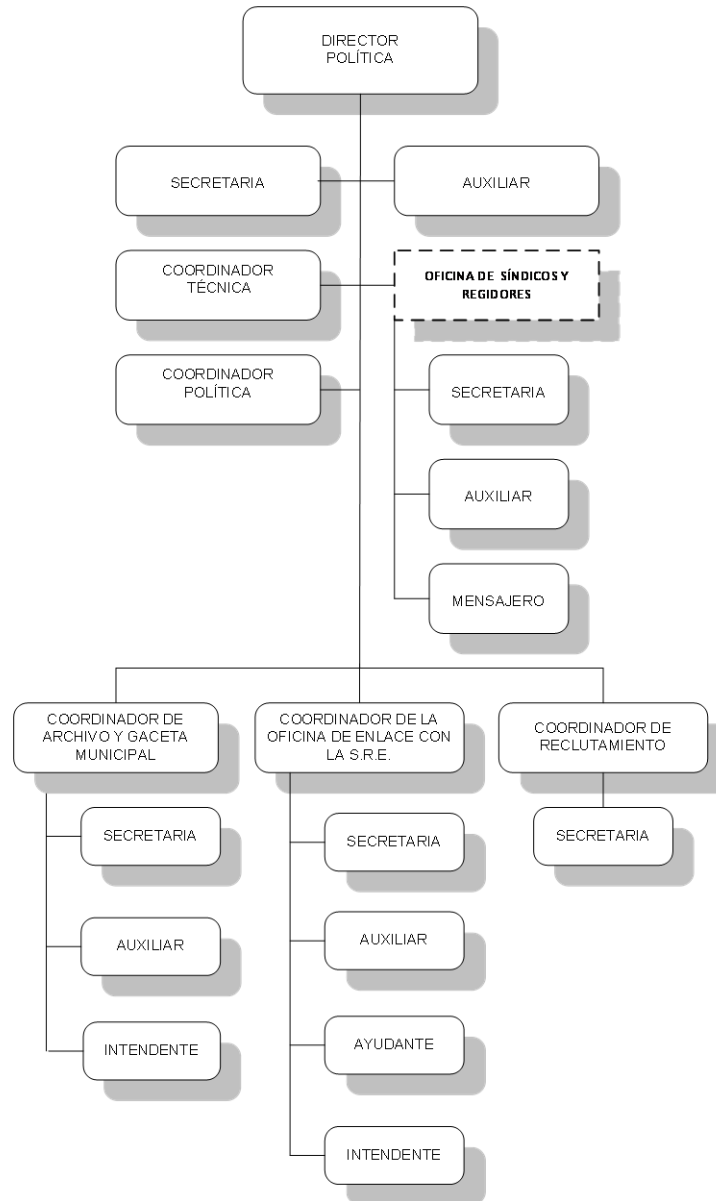 DIRECTOR
POLÍTICA
SECRETARIA
AUXILIAR
COORDINADOR
TÉCNICA
OFICINA DE SÍNDICOS Y
REGIDORES
COORDINADOR
POLÍTICA
SECRETARIA
AUXILIAR
MENSAJERO
COORDINADOR DE
ARCHIVO Y GACETA
MUNICIPAL
SECRETARIA
AUXILIAR
INTENDENTE
COORDINADOR DE LA
OFICINA DE ENLACE CON
LA S.R.E.
SECRETARIA
AUXILIAR
AYUDANTE
INTENDENTE
COORDINADOR DE
RECLUTAMIENTO
SECRETARIA